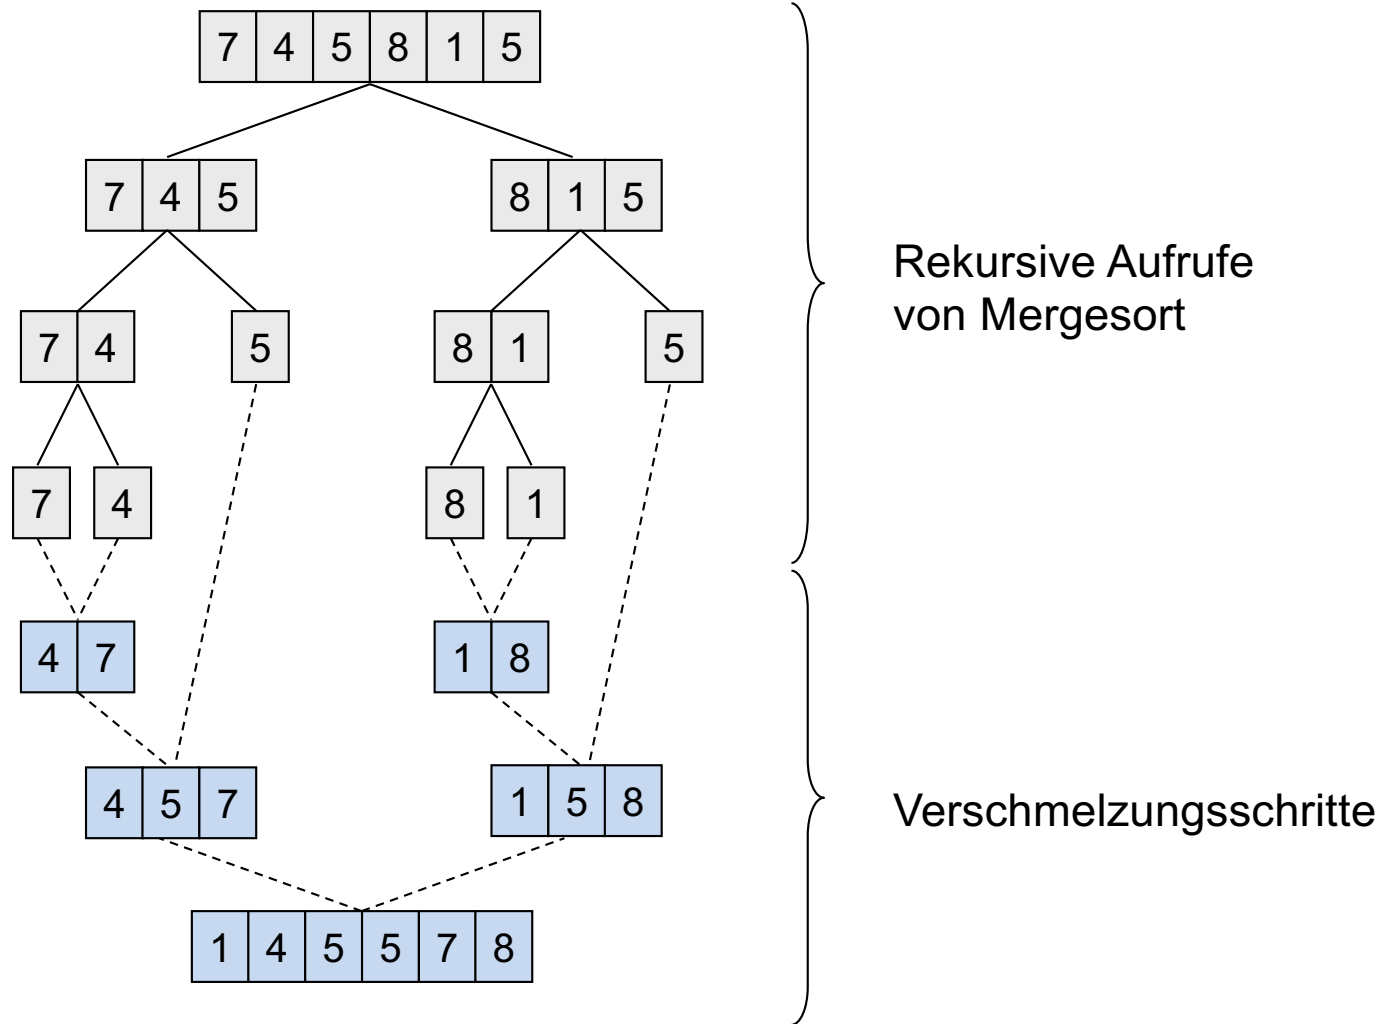 7 4 5 8 1 5
7 4 5 8 1 5
Rekursive Aufrufe
von Mergesort
7 4 5 8 1 5
7 4 8 1
4 7 1 8
4 5 7 1 5 8
Verschmelzungsschritte
1 4 5 5 7 8